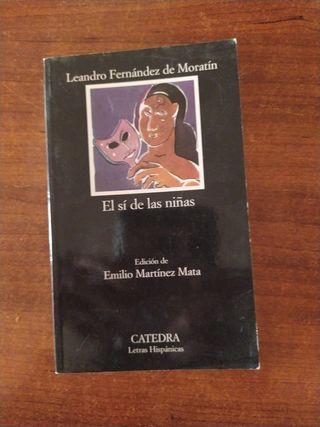 Leandro Fernández de Moratín
El sí de las niñas
Edición de
Emilio Martínez Mata
CATEDRA
Letras Hispánicas